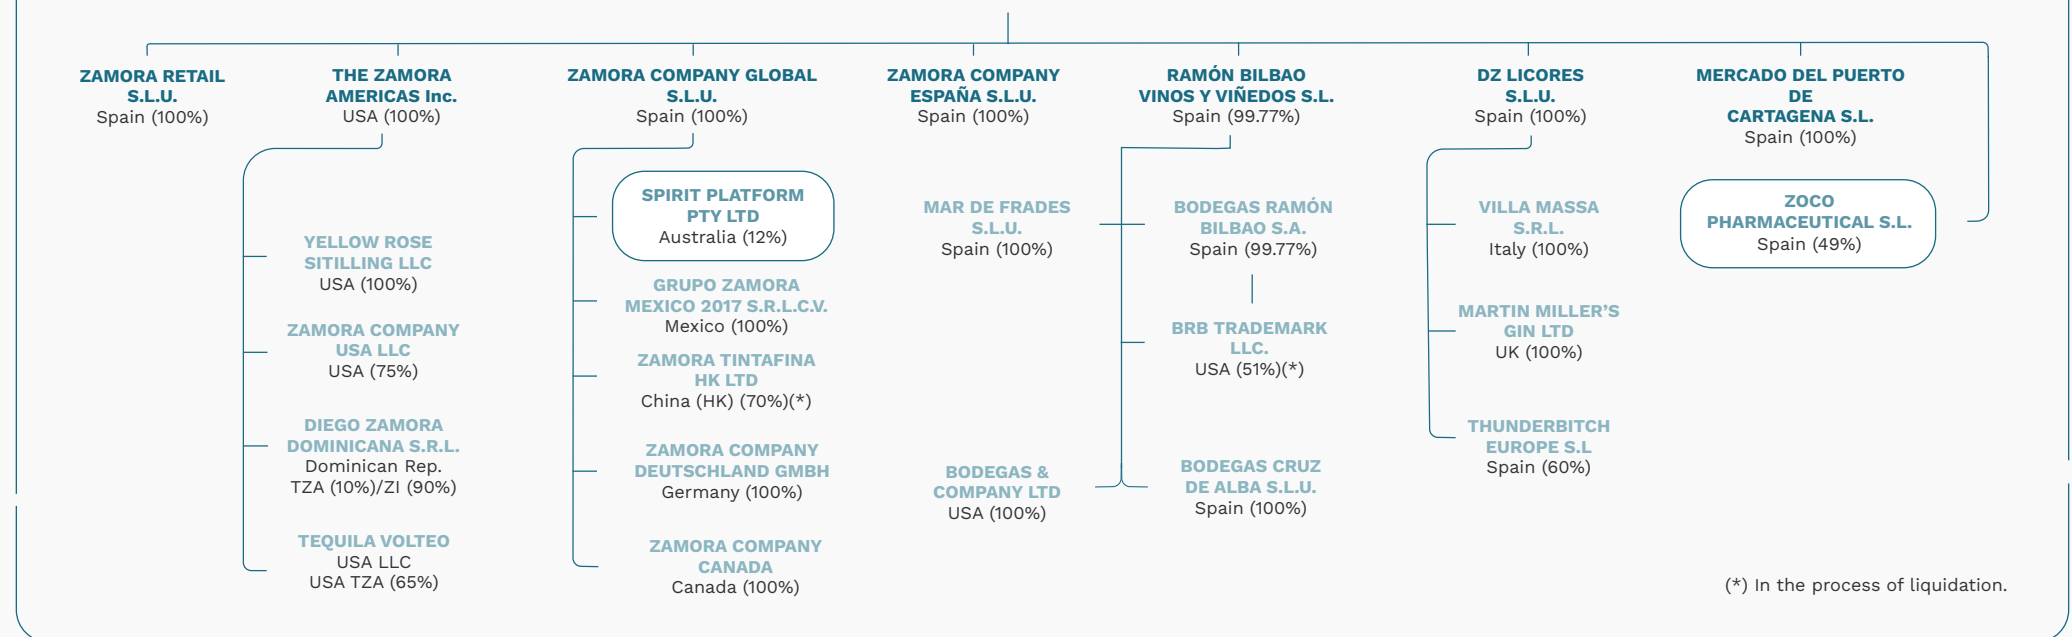 ZAMORA RETAIL
S.L.U.
Spain (100%)
THE ZAMORA
AMERICAS Inc.
USA (100%)
YELLOW ROSE
SITILLING LLC
USA (100%)
ZAMORA COMPANY
USA LLC
USA (75%)
DIEGO ZAMORA
DOMINICANA S.R.L.
Dominican Rep.
TZA (10%)/ZI (90%)
TEQUILA VOLTEO
USA LLC
USA TZA (65%)
ZAMORA COMPANY GLOBAL
S.L.U.
Spain (100%)
SPIRIT PLATFORM
PTY LTD
Australia (12%)
GRUPO ZAMORA
MEXICO 2017 S.R.L.C.V.
Mexico (100%)
ZAMORA TINTAFINA
HK LTD
China (HK) (70%)(*)
ZAMORA COMPANY
DEUTSCHLAND GMBH
Germany (100%)
ZAMORA COMPANY
CANADA
Canada (100%)
ZAMORA COMPANY
ESPAÑA S.L.U.
Spain (100%)
RAMÓN BILBAO
VINOS Y VIÑEDOS S.L.
Spain (99.77%)
MAR DE FRADES
S.L.U.
Spain (100%)
BODEGAS RAMÓN
BILBAO S.A.
Spain (99.77%)
BRB TRADEMARK
LLC.
USA (51%)(*)
BODEGAS &
COMPANY LTD
USA (100%)
BODEGAS CRUZ
DE ALBA S.L.U.
Spain (100%)
DZ LICORES
S.L.U.
Spain (100%)
VILLA MASSA
S.R.L.
Italy (100%)
MARTIN MILLER’S
GIN LTD
UK (100%)
THUNDERBITCH
EUROPE S.L
Spain (60%)
MERCADO DEL PUERTO
DE
CARTAGENA S.L.
Spain (100%)
ZOCO
PHARMACEUTICAL S.L.
Spain (49%)
(*) In the process of liquidation.